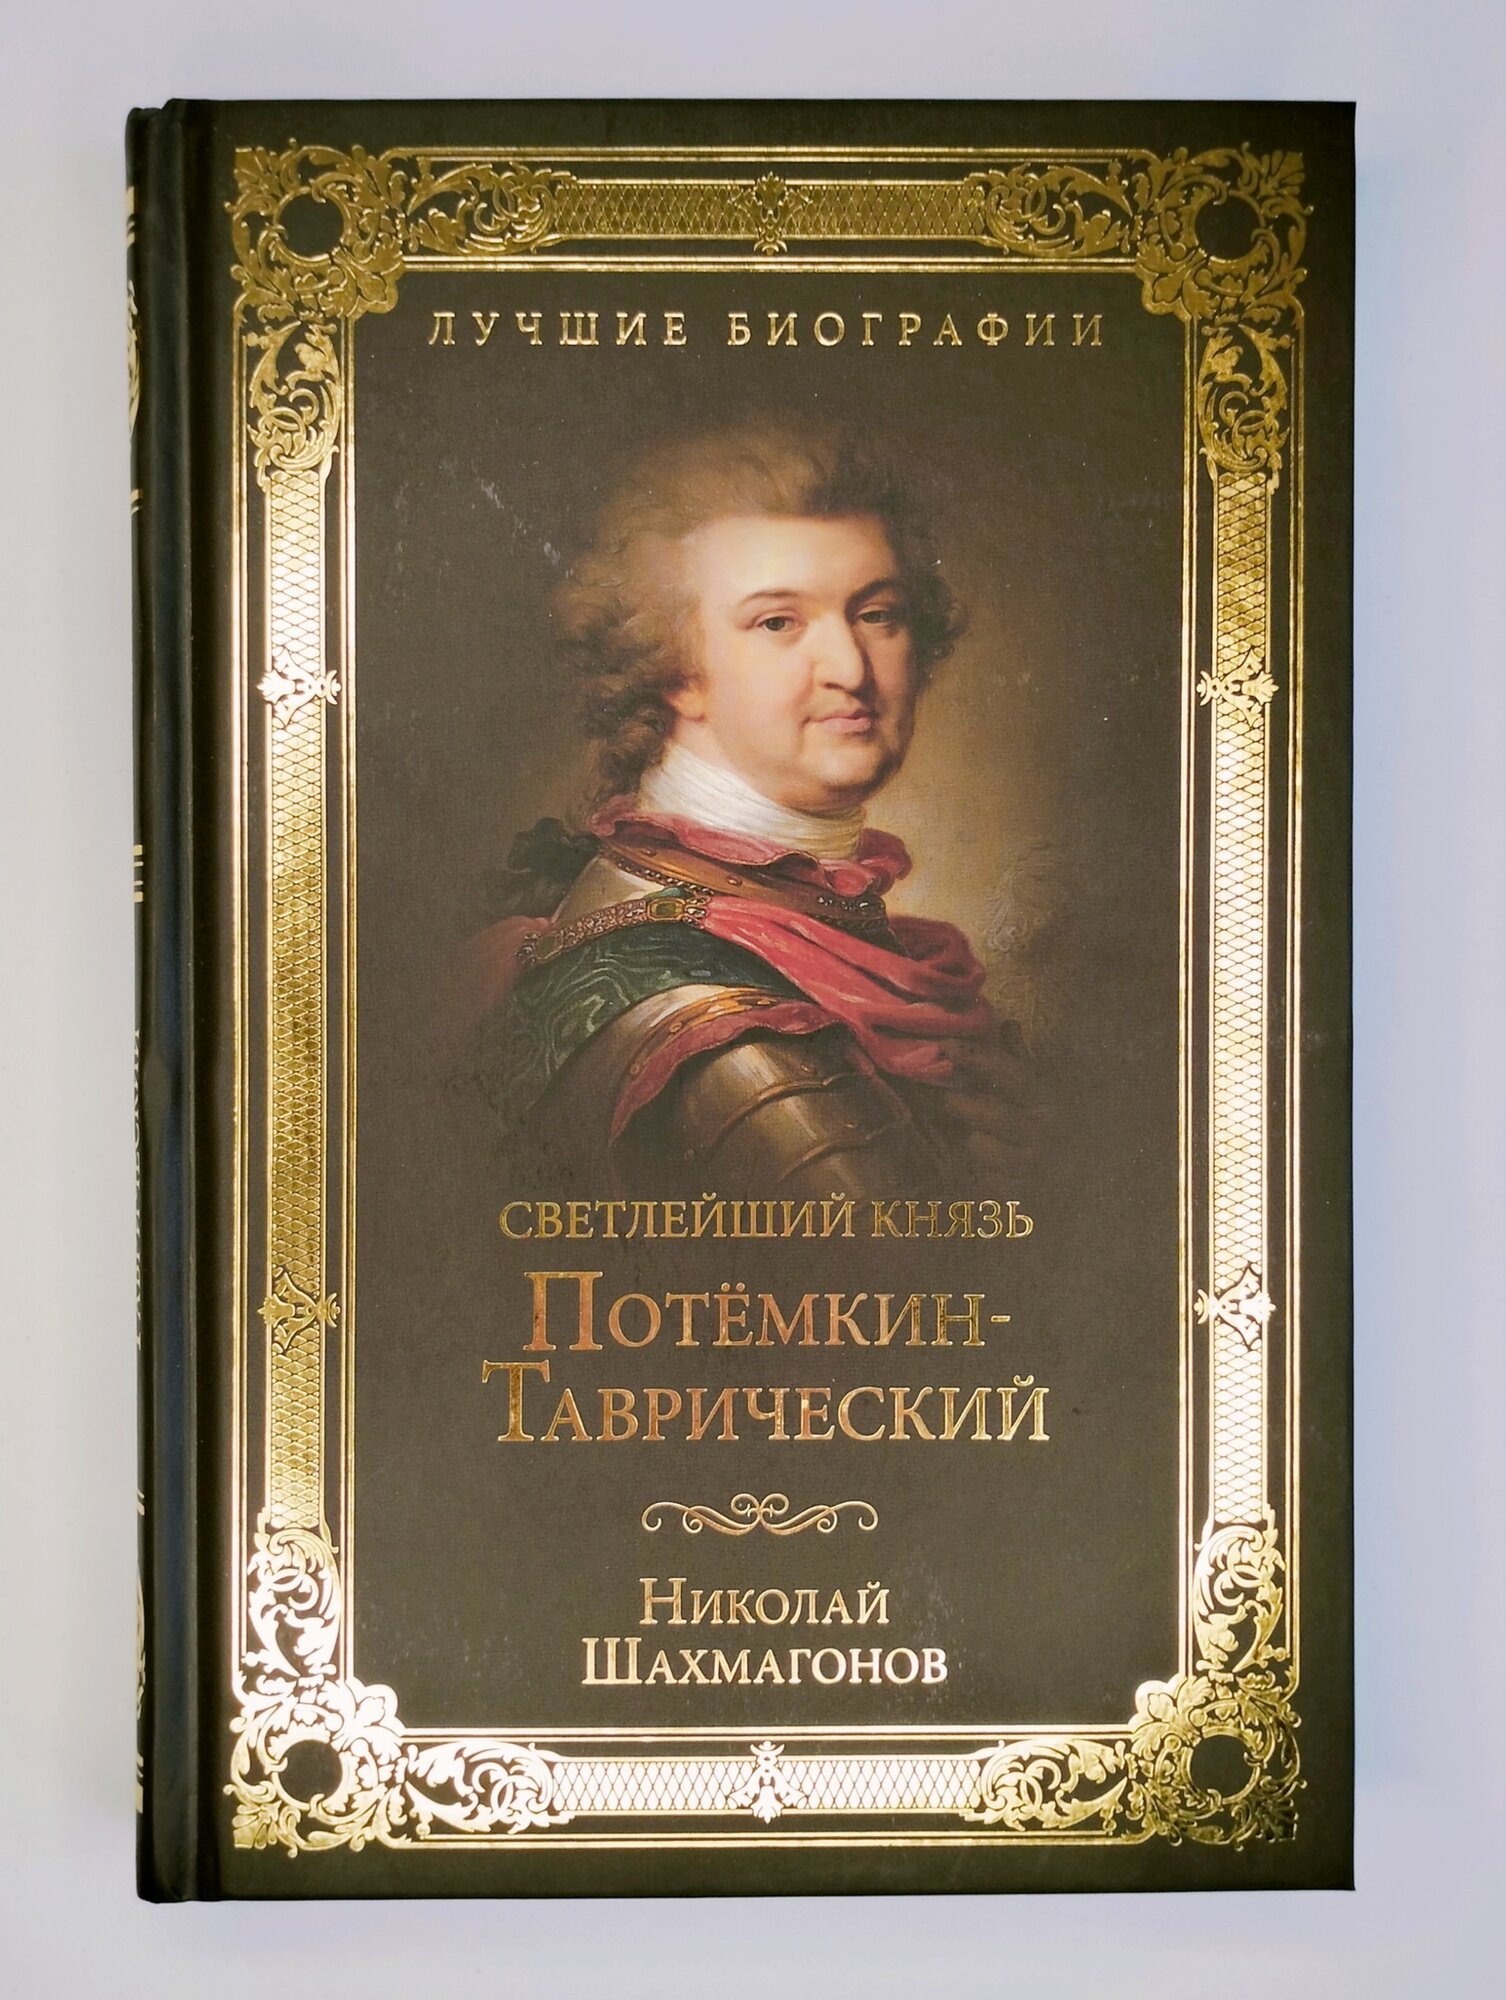 ЛУЧШИЕ БИОГРАФИИ
СВЕТЛЕЙШИЙ КНЯЗЬ
ПОТЁМКИН-
ТАВРИЧЕСКИЙ
НИКОЛАЙ
ШАХМАГОНОВ